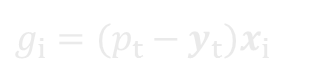 gᵢ = (pₜ − yₜ)xᵢ